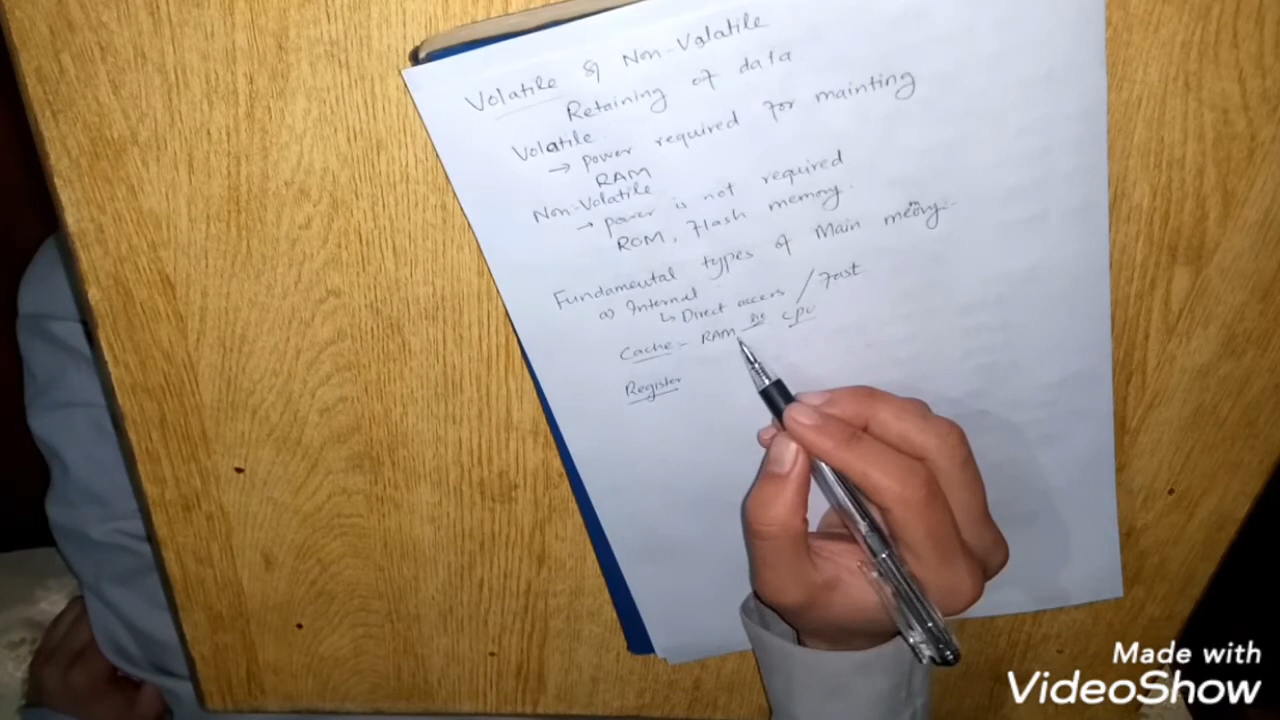 Volatile & Non-Volatile
Retaining of data
Volatile
→ power required for mainting
RAM
Non-Volatile
→ power is not required
ROM, Flash memory.
Fundamental types of Main
a) Internal
↳ Direct access / Fast
Cache - RAM CPU
Register
Made with
VideoShow